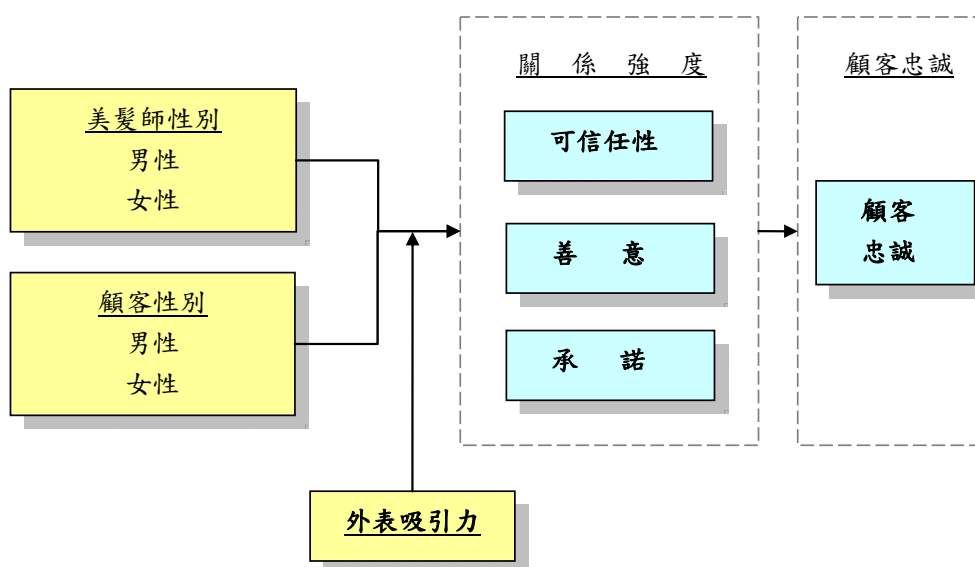 美髮師性別
男性
女性
顧客性別
男性
女性
外表吸引力
關係強度
可信任性
善意
承諾
顧客忠誠
顧客
忠誠